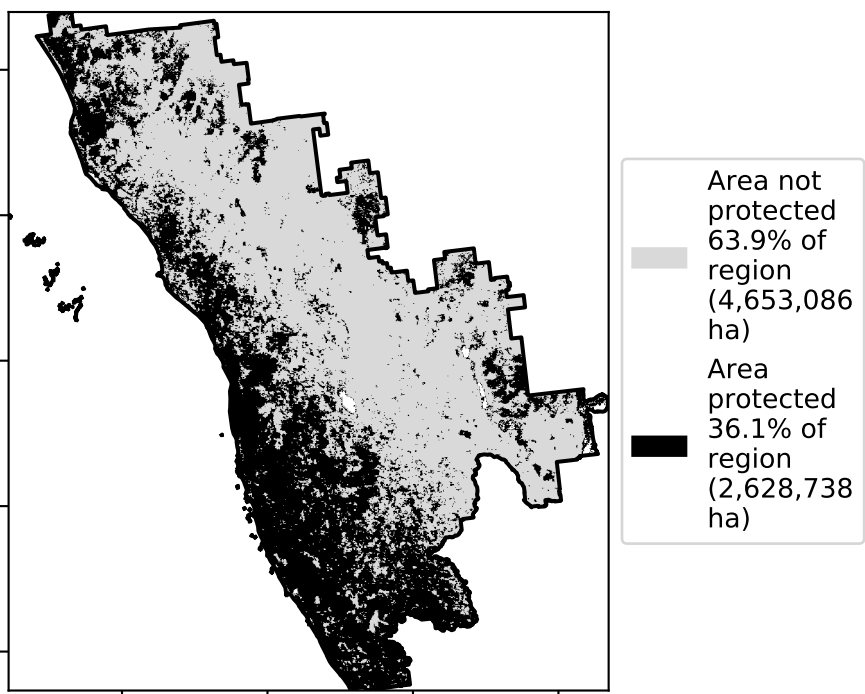 Area not
protected
63.9% of
region
(4,653,086
ha)
Area
protected
36.1% of
region
(2,628,738
ha)